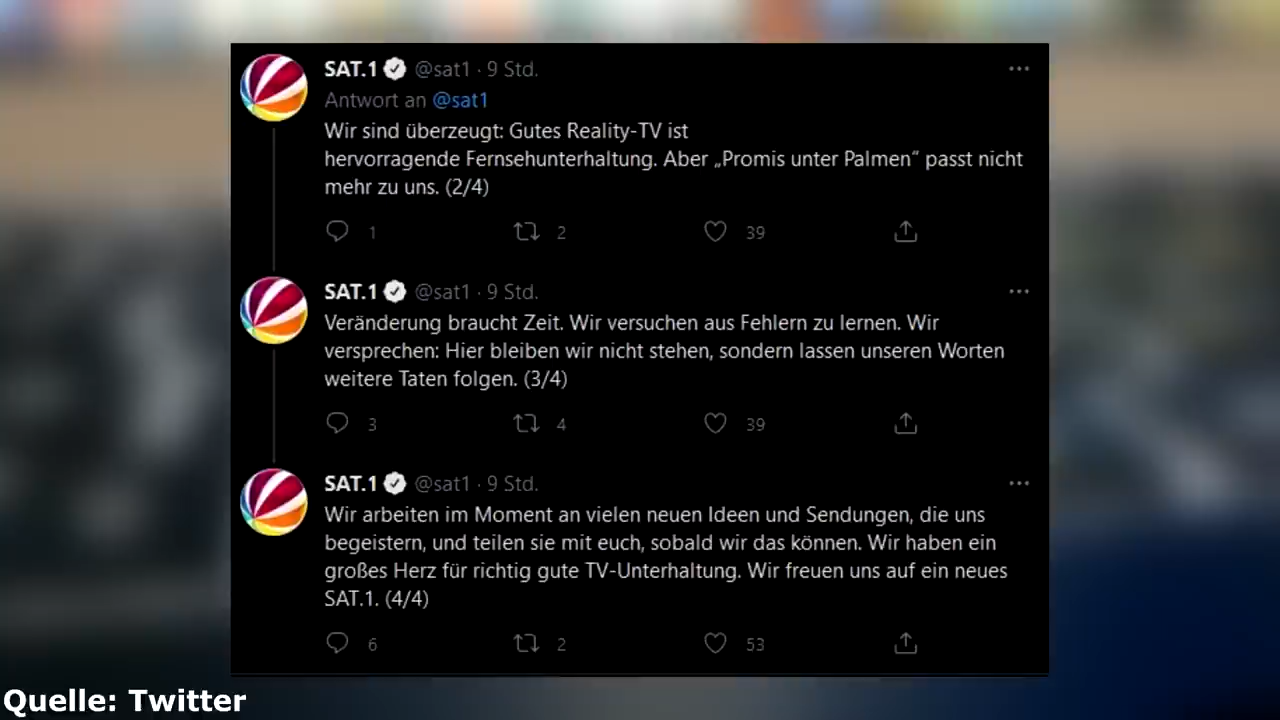 SAT.1 @sat1 · 9 Std.
Antwort an @sat1
Wir sind überzeugt: Gutes Reality-TV ist
hervorragende Fernsehunterhaltung. Aber „Promis unter Palmen“ passt nicht
mehr zu uns. (2/4)
1 2 39
SAT.1 @sat1 · 9 Std.
Veränderung braucht Zeit. Wir versuchen aus Fehlern zu lernen. Wir
versprechen: Hier bleiben wir nicht stehen, sondern lassen unseren Worten
weitere Taten folgen. (3/4)
3 4 39
SAT.1 @sat1 · 9 Std.
Wir arbeiten im Moment an vielen neuen Ideen und Sendungen, die uns
begeistern, und teilen sie mit euch, sobald wir das können. Wir haben ein
großes Herz für richtig gute TV-Unterhaltung. Wir freuen uns auf ein neues
SAT.1. (4/4)
6 2 53
Quelle: Twitter